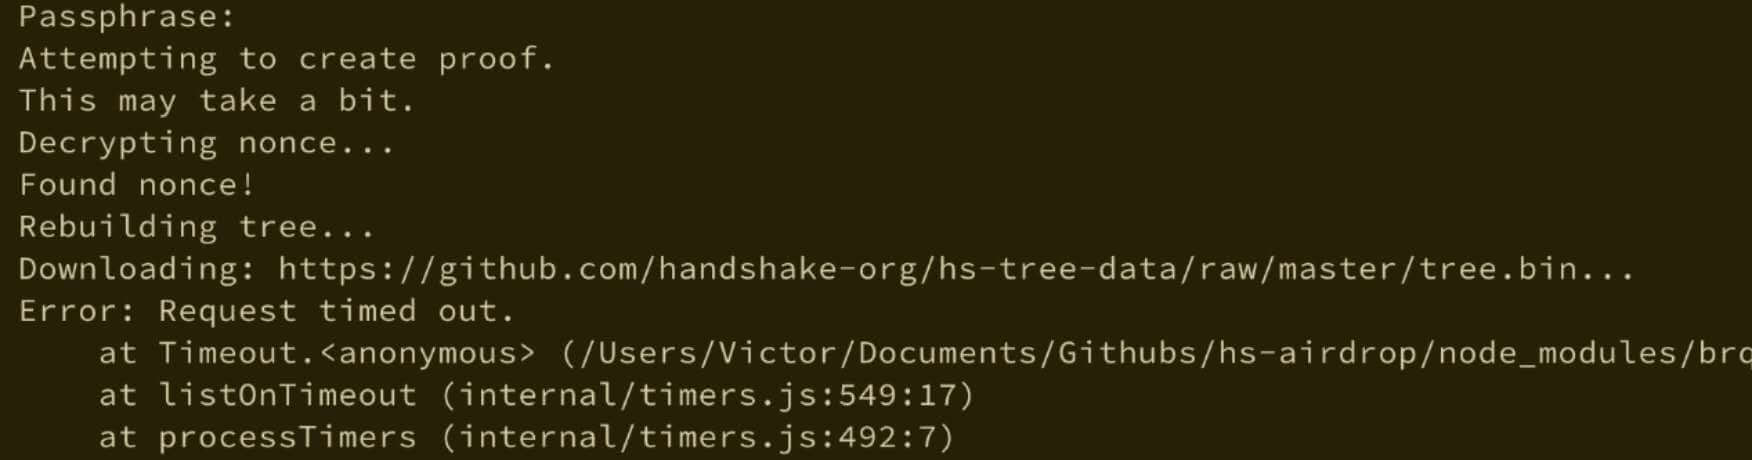 Passphrase:
Attempting to create proof.
This may take a bit.
Decrypting nonce...
Found nonce!
Rebuilding tree...
Downloading: https://github.com/handshake-org/hs-tree-data/raw/master/tree.bin...
Error: Request timed out.
at Timeout.<anonymous> (/Users/Victor/Documents/Githubs/hs-airdrop/node_modules/brq
at listOnTimeout (internal/timers.js:549:17)
at processTimers (internal/timers.js:492:7)